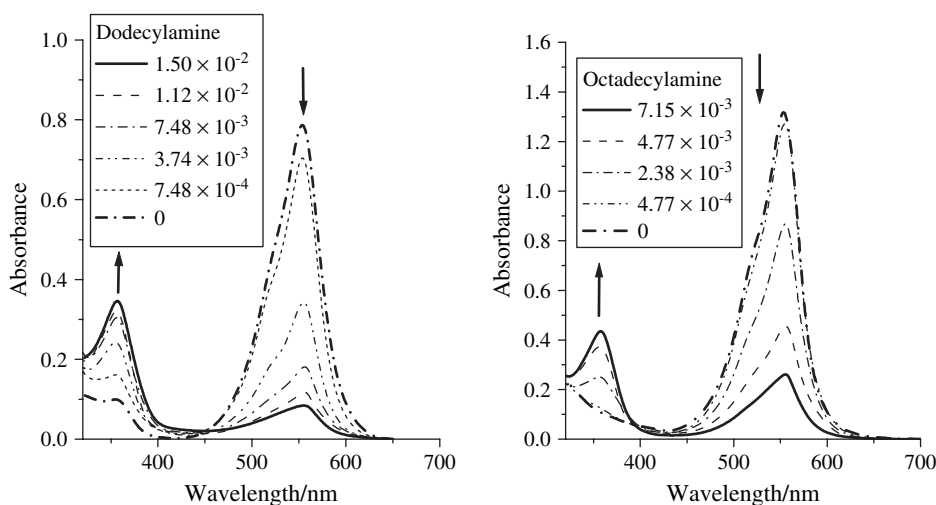 Dodecylamine
1.50 × 10⁻²
1.12 × 10⁻²
7.48 × 10⁻³
3.74 × 10⁻³
7.48 × 10⁻⁴
0
Absorbance
1.0
0.8
0.6
0.4
0.2
0.0
400
500
600
700
Wavelength/nm
Octadecylamine
7.15 × 10⁻³
4.77 × 10⁻³
2.38 × 10⁻³
4.77 × 10⁻⁴
0
Absorbance
1.6
1.4
1.2
1.0
0.8
0.6
0.4
0.2
0.0
400
500
600
700
Wavelength/nm